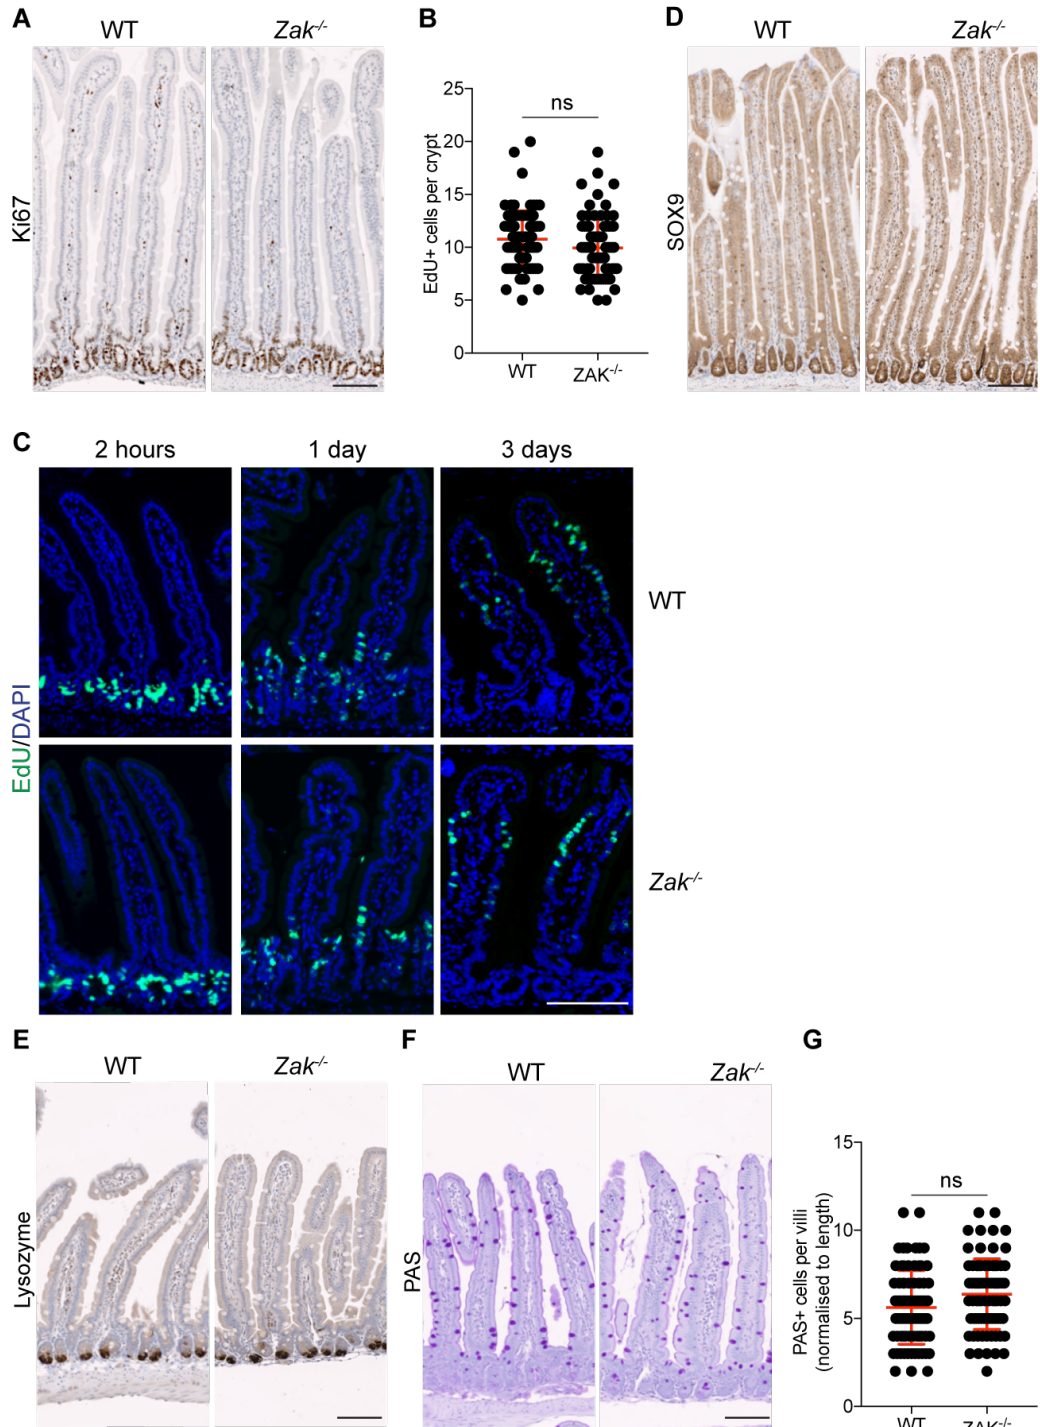 A
WT
Zak-/-
Ki67
B
25
20
15
10
5
0
EdU+ cells per crypt
ns
WT
ZAK-/-
D
WT
Zak-/-
SOX9
C
2 hours
1 day
3 days
EdU/DAPI
WT
Zak-/-
E
WT
Zak-/-
Lysozyme
F
WT
Zak-/-
PAS
G
15
10
5
0
PAS+ cells per villi
(normalised to length)
ns
WT
ZAK-/-